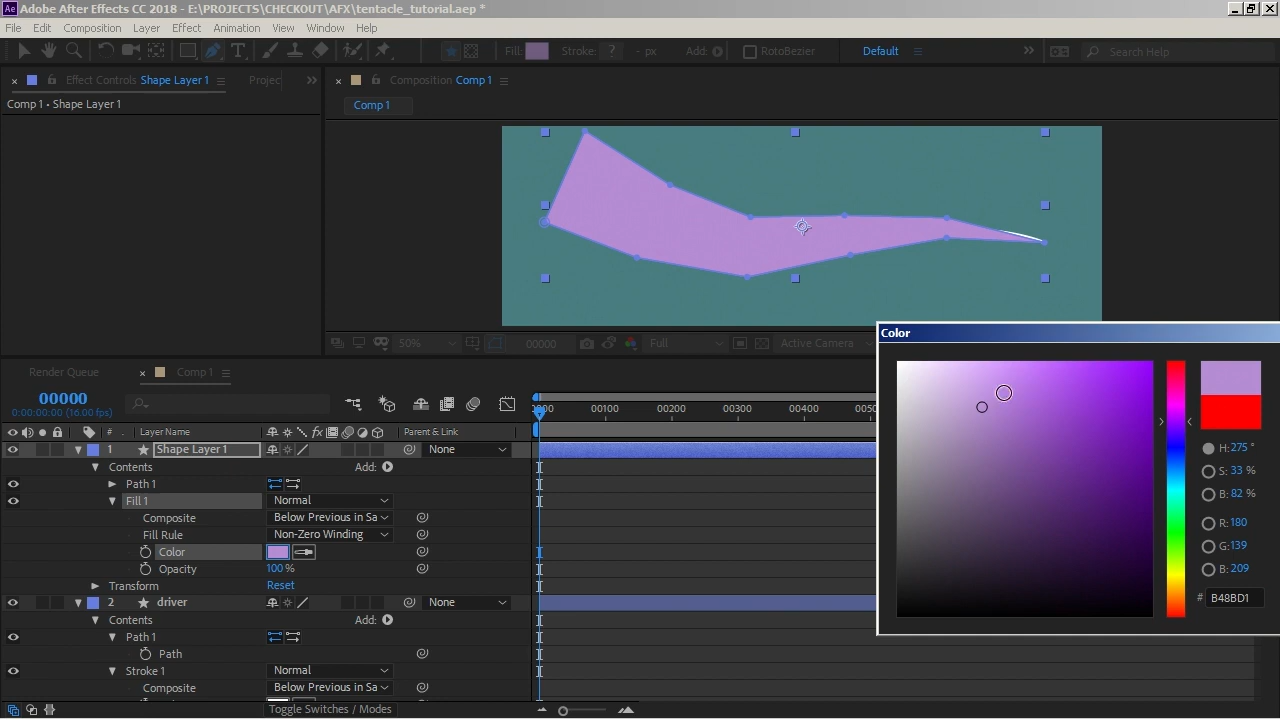 Ae Adobe After Effects CC 2018 - E:\PROJECTS\CHECKOUT\AFX\tentacle_tutorial.aep *
File Edit Composition Layer Effect Animation View Window Help
T Fill: Stroke: ? - px Add: RotoBezier Default >> Search Help
× Effect Controls Shape Layer 1 Projec >> × Composition Comp 1
Comp 1 • Shape Layer 1
Comp 1
Color
50% 00000 Full Active Camera
Render Queue × Comp 1
00000
0:00:00:00 (16.00 fps)
0000 00100 00200 00300 00400 005
# Layer Name fx Parent & Link
1 Shape Layer 1 None
Contents Add:
Path 1
Fill 1 Normal
Composite Below Previous in Sa
Fill Rule Non-Zero Winding
Color
Opacity 100 %
Transform Reset
2 driver None
Contents Add:
Path 1
Path
Stroke 1 Normal
Composite Below Previous in Sa
Toggle Switches / Modes
H: 275 °
S: 33 %
B: 82 %
R: 180
G: 139
B: 209
# B48BD1